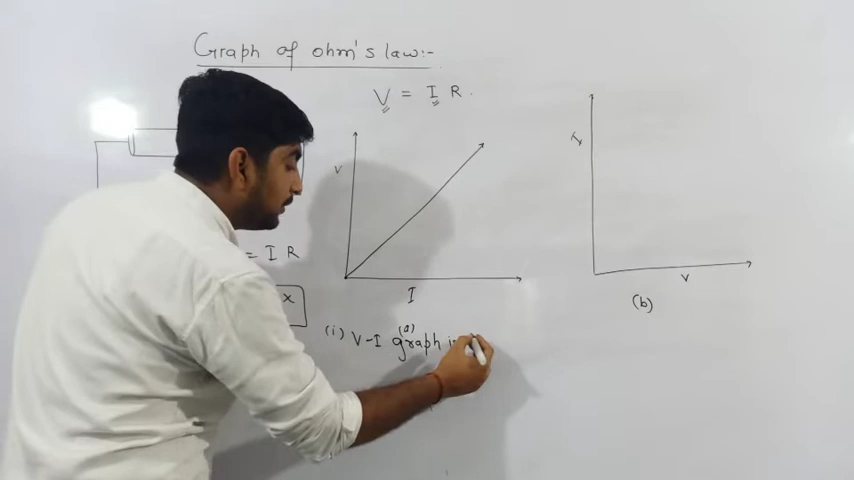 Graph of ohm's law:-
V = I R.
V
I
I
V
= I R
x
(a)
(b)
(i) V-I graph i